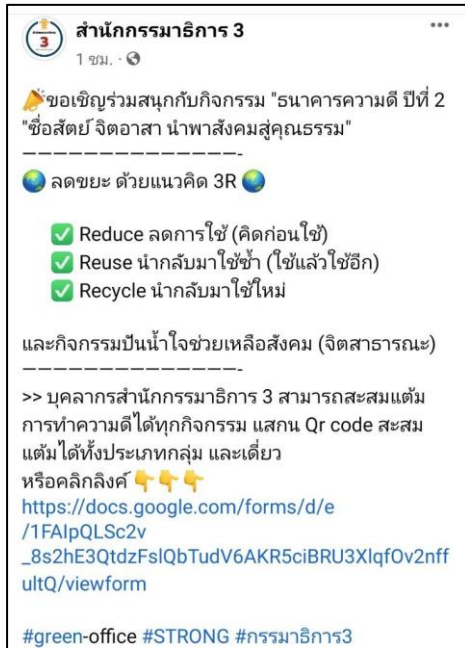 สำนักกรรมาธิการ 3
1 ชม. ·
📣ขอเชิญร่วมสนุกกับกิจกรรม "ธนาคารความดี ปีที่ 2
"ซื่อสัตย์ จิตอาสา นำพาสังคมสู่คุณธรรม"
——————————————-
🌏 ลดขยะ ด้วยแนวคิด 3R 🌏
✅ Reduce ลดการใช้ (คิดก่อนใช้)
✅ Reuse นำกลับมาใช้ซ้ำ (ใช้แล้วใช้อีก)
✅ Recycle นำกลับมาใช้ใหม่
และกิจกรรมปันน้ำใจช่วยเหลือสังคม (จิตสาธารณะ)
——————————————-
>> บุคลากรสำนักกรรมาธิการ 3 สามารถสะสมแต้ม
การทำความดีได้ทุกกิจกรรม แสกน Qr code สะสม
แต้มได้ทั้งประเภทกลุ่ม และเดี่ยว
หรือคลิกลิงค์ 👇👇👇
https://docs.google.com/forms/d/e
/1FAIpQLSc2v
_8s2hE3QtdzFslQbTudV6AKR5ciBRU3XlqfOv2nff
ultQ/viewform
#green-office #STRONG #กรรมาธิการ3